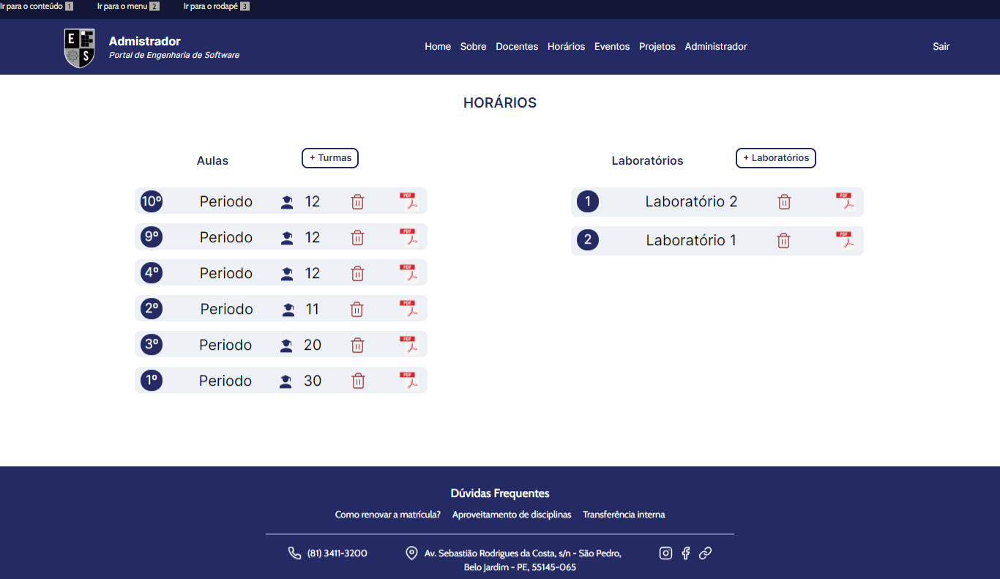 Ir para o conteúdo 1 Ir para o menu 2 Ir para o rodapé 3
E S
Admistrador
Portal de Engenharia de Software
Home Sobre Docentes Horários Eventos Projetos Administrador Sair
HORÁRIOS
Aulas + Turmas
10º Periodo 12 PDF
9º Periodo 12 PDF
4º Periodo 12 PDF
2º Periodo 11 PDF
3º Periodo 20 PDF
1º Periodo 30 PDF
Laboratórios + Laboratórios
1 Laboratório 2 PDF
2 Laboratório 1 PDF
Dúvidas Frequentes
Como renovar a matrícula? Aproveitamento de disciplinas Transferência interna
(81) 3411-3200
Av. Sebastião Rodrigues da Costa, s/n - São Pedro,
Belo Jardim - PE, 55145-065